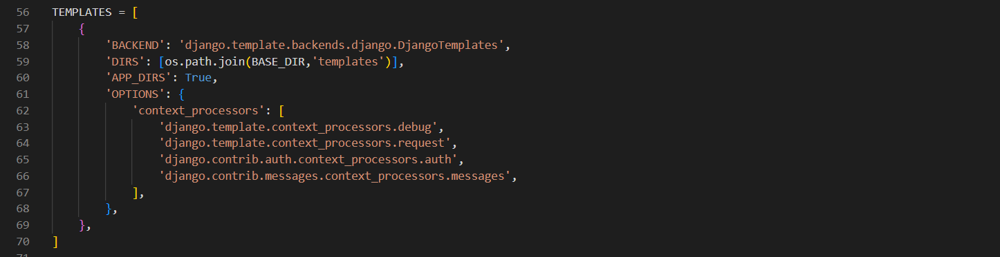 56 TEMPLATES = [
57     {
58         'BACKEND': 'django.template.backends.django.DjangoTemplates',
59         'DIRS': [os.path.join(BASE_DIR,'templates')],
60         'APP_DIRS': True,
61         'OPTIONS': {
62             'context_processors': [
63                 'django.template.context_processors.debug',
64                 'django.template.context_processors.request',
65                 'django.contrib.auth.context_processors.auth',
66                 'django.contrib.messages.context_processors.messages',
67             ],
68         },
69     },
70 ]
71